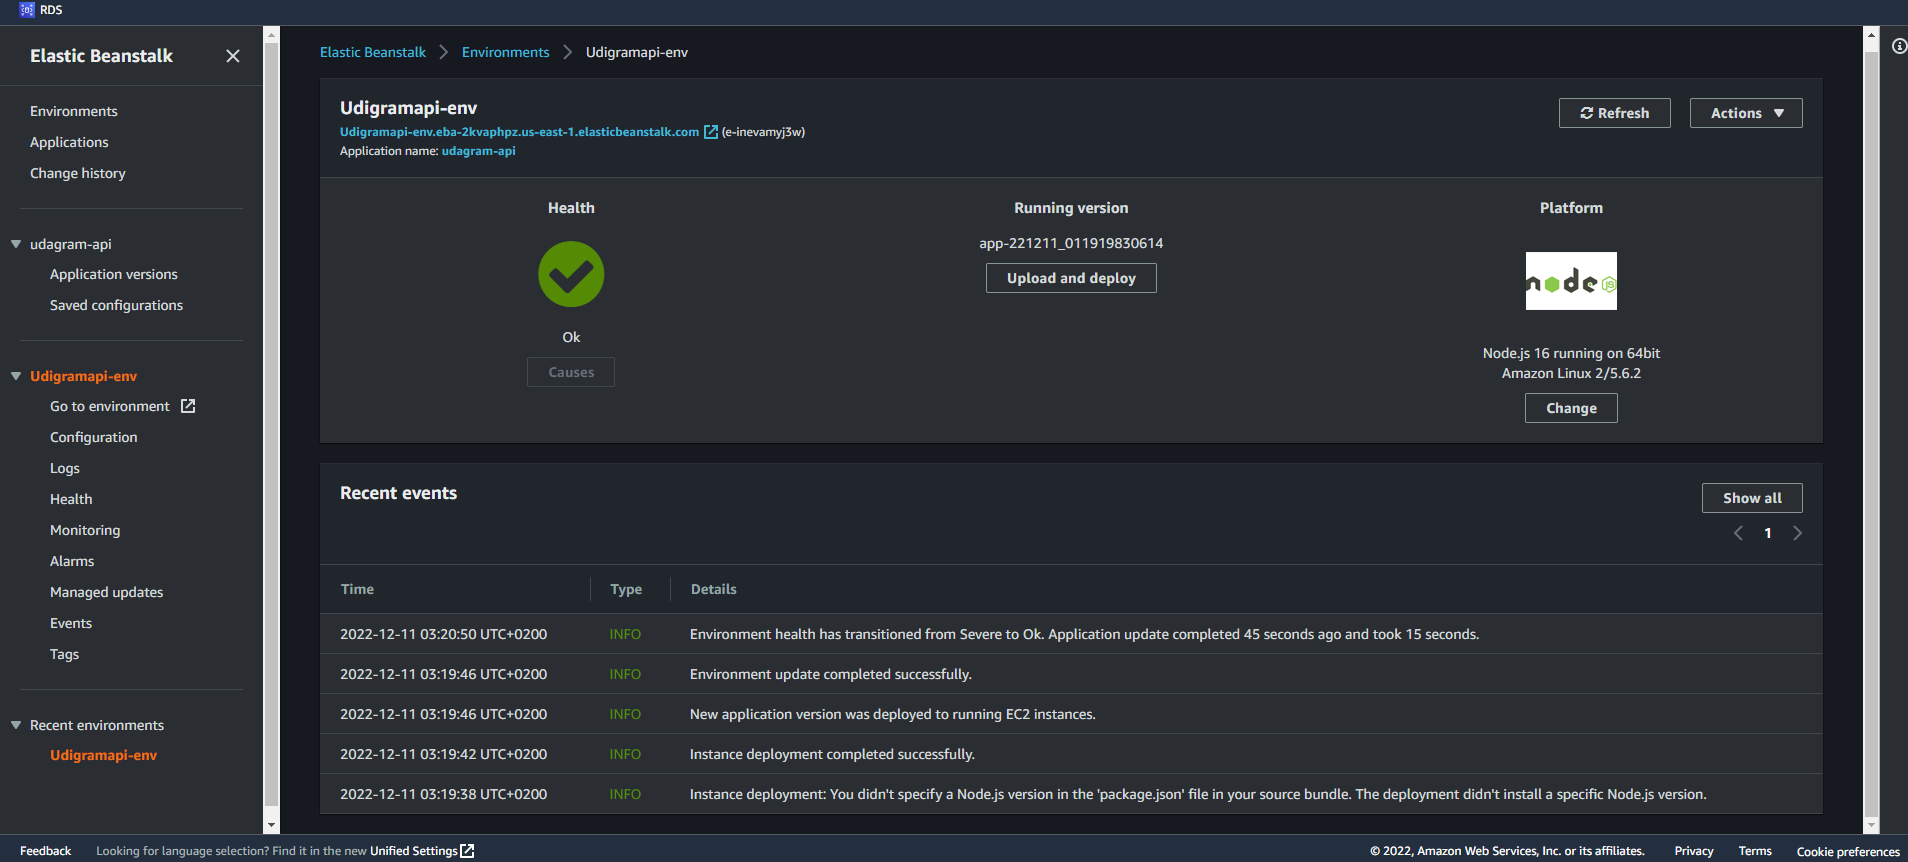 RDS
Elastic Beanstalk
Environments
Applications
Change history
udagram-api
Application versions
Saved configurations
Udigramapi-env
Go to environment
Configuration
Logs
Health
Monitoring
Alarms
Managed updates
Events
Tags
Recent environments
Udigramapi-env
Elastic Beanstalk > Environments > Udigramapi-env
Udigramapi-env
Udigramapi-env.eba-2kvaphpz.us-east-1.elasticbeanstalk.com (e-inevamyj3w)
Application name: udagram-api
Refresh
Actions
Health
Ok
Causes
Running version
app-221211_011919830614
Upload and deploy
Platform
node JS
Node.js 16 running on 64bit
Amazon Linux 2/5.6.2
Change
Recent events
Show all
1
Time Type Details
2022-12-11 03:20:50 UTC+0200 INFO Environment health has transitioned from Severe to Ok. Application update completed 45 seconds ago and took 15 seconds.
2022-12-11 03:19:46 UTC+0200 INFO Environment update completed successfully.
2022-12-11 03:19:46 UTC+0200 INFO New application version was deployed to running EC2 instances.
2022-12-11 03:19:42 UTC+0200 INFO Instance deployment completed successfully.
2022-12-11 03:19:38 UTC+0200 INFO Instance deployment: You didn't specify a Node.js version in the 'package.json' file in your source bundle. The deployment didn't install a specific Node.js version.
Feedback Looking for language selection? Find it in the new Unified Settings © 2022, Amazon Web Services, Inc. or its affiliates. Privacy Terms Cookie preferences